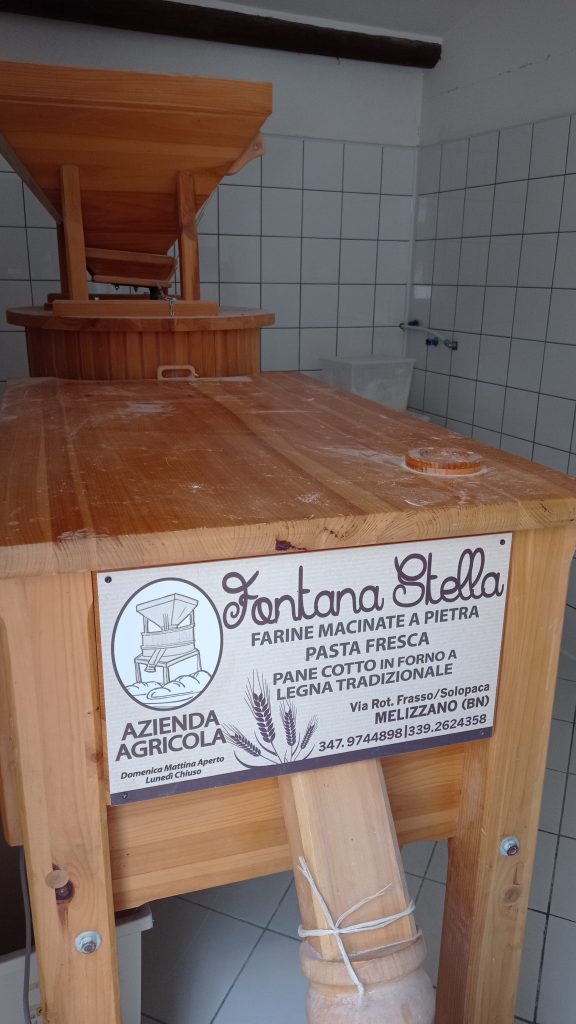 Fontana Stella
FARINE MACINATE A PIETRA
PASTA FRESCA
PANE COTTO IN FORNO A
LEGNA TRADIZIONALE
Via Rot. Frasso/Solopaca
MELIZZANO (BN)
347.9744898|339.2624358
AZIENDA
AGRICOLA
Domenica Mattina Aperto
Lunedì Chiuso